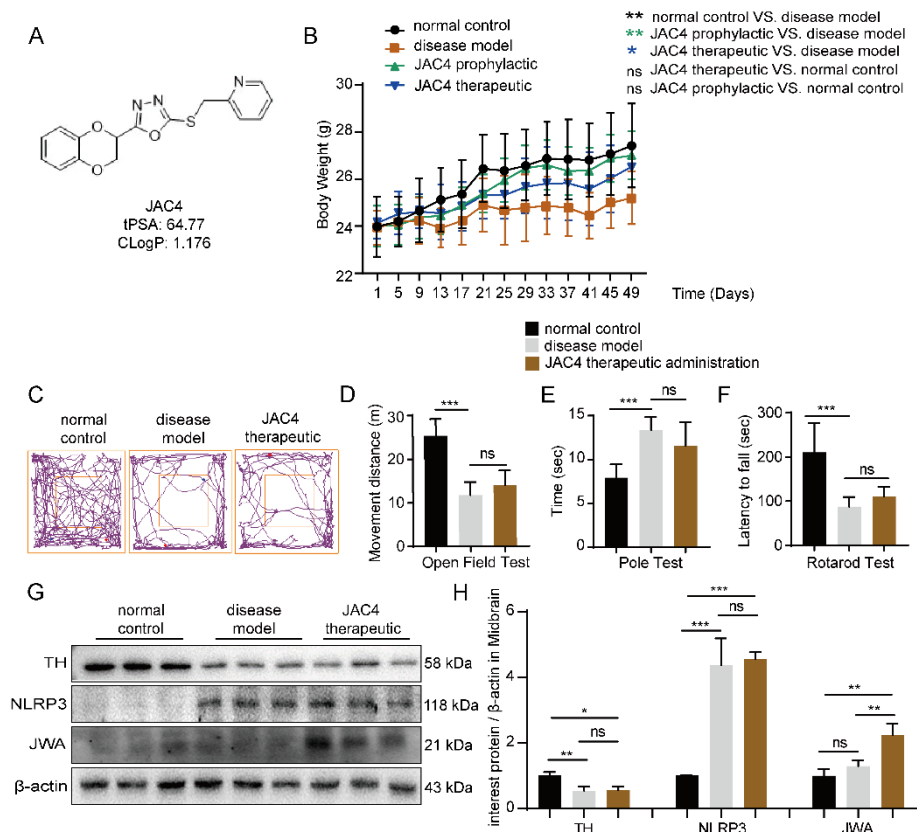 A
N
N
N
O
S
O
O
JAC4
tPSA: 64.77
CLogP: 1.176
B
normal control
disease model
JAC4 prophylactic
JAC4 therapeutic
** normal control VS. disease model
** JAC4 prophylactic VS. disease model
* JAC4 therapeutic VS. disease model
ns JAC4 therapeutic VS. normal control
ns JAC4 prophylactic VS. normal control
Body Weight (g)
30
28
26
24
22
1 5 9 13 17 21 25 29 33 37 41 45 49
Time (Days)
normal control
disease model
JAC4 therapeutic administration
C
normal control
disease model
JAC4 therapeutic
D
Movement distance (m)
30
20
10
0
***
ns
Open Field Test
E
Time (sec)
15
10
5
0
***
ns
Pole Test
F
Latency to fall (sec)
300
200
100
0
***
ns
Rotarod Test
G
normal control
disease model
JAC4 therapeutic
TH
58 kDa
NLRP3
118 kDa
JWA
21 kDa
β-actin
43 kDa
H
interest protein / β-actin in Midbrain
6
4
2
0
*
ns
**
***
ns
***
**
ns
**
TH
NLRP3
JWA